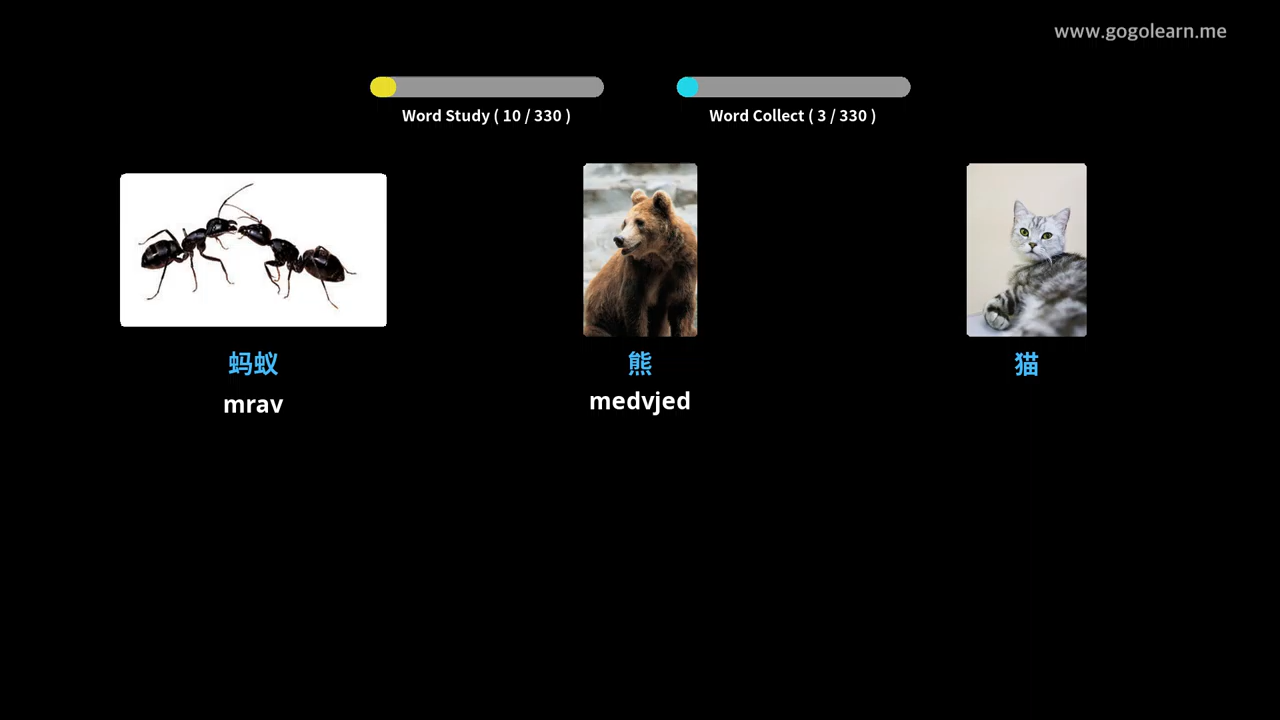 www.gogolearn.me
Word Study ( 10 / 330 )
Word Collect ( 3 / 330 )
蚂蚁
熊
猫
mrav
medvjed